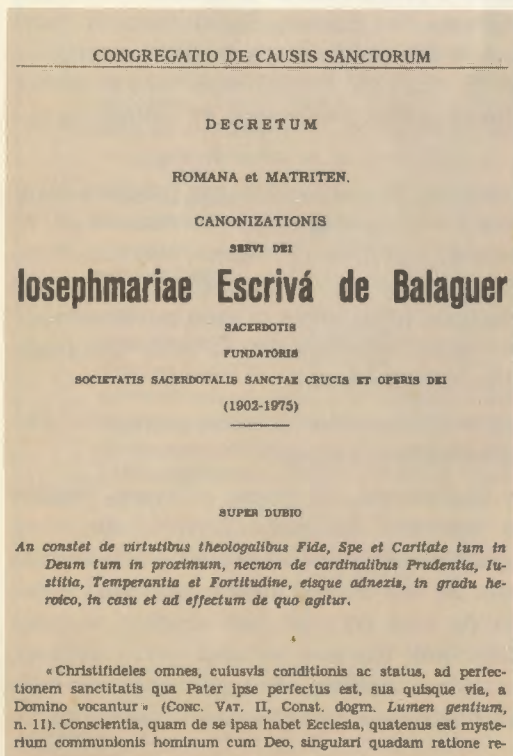 CONGREGATIO DE CAUSIS SANCTORUM
DECRETUM
ROMANA et MATRITEN.
CANONIZATIONIS
SERVI DEI
Iosephmariae Escrivá de Balaguer
SACERDOTIS
FUNDATORIS
SOCIETATIS SACERDOTALIS SANCTAE CRUCIS ET OPERIS DEI
(1902-1975)
SUPER DUBIO
An constet de virtutibus theologalibus Fide, Spe et Caritate tum in
Deum tum in proximum, necnon de cardinalibus Prudentia, Iu-
stitia, Temperantia et Fortitudine, eisque adnexis, in gradu he-
roico, in casu et ad effectum de quo agitur.
«Christifideles omnes, cuiusvis conditionis ac status, ad perfec-
tionem sanctitatis qua Pater ipse perfectus est, sua quisque via, a
Domino vocantur» (CONC. VAT. II, Const. dogm. Lumen gentium,
n. 11). Conscientia, quam de se ipsa habet Ecclesia, quatenus est myste-
rium communionis hominum cum Deo, singulari quadam ratione re-